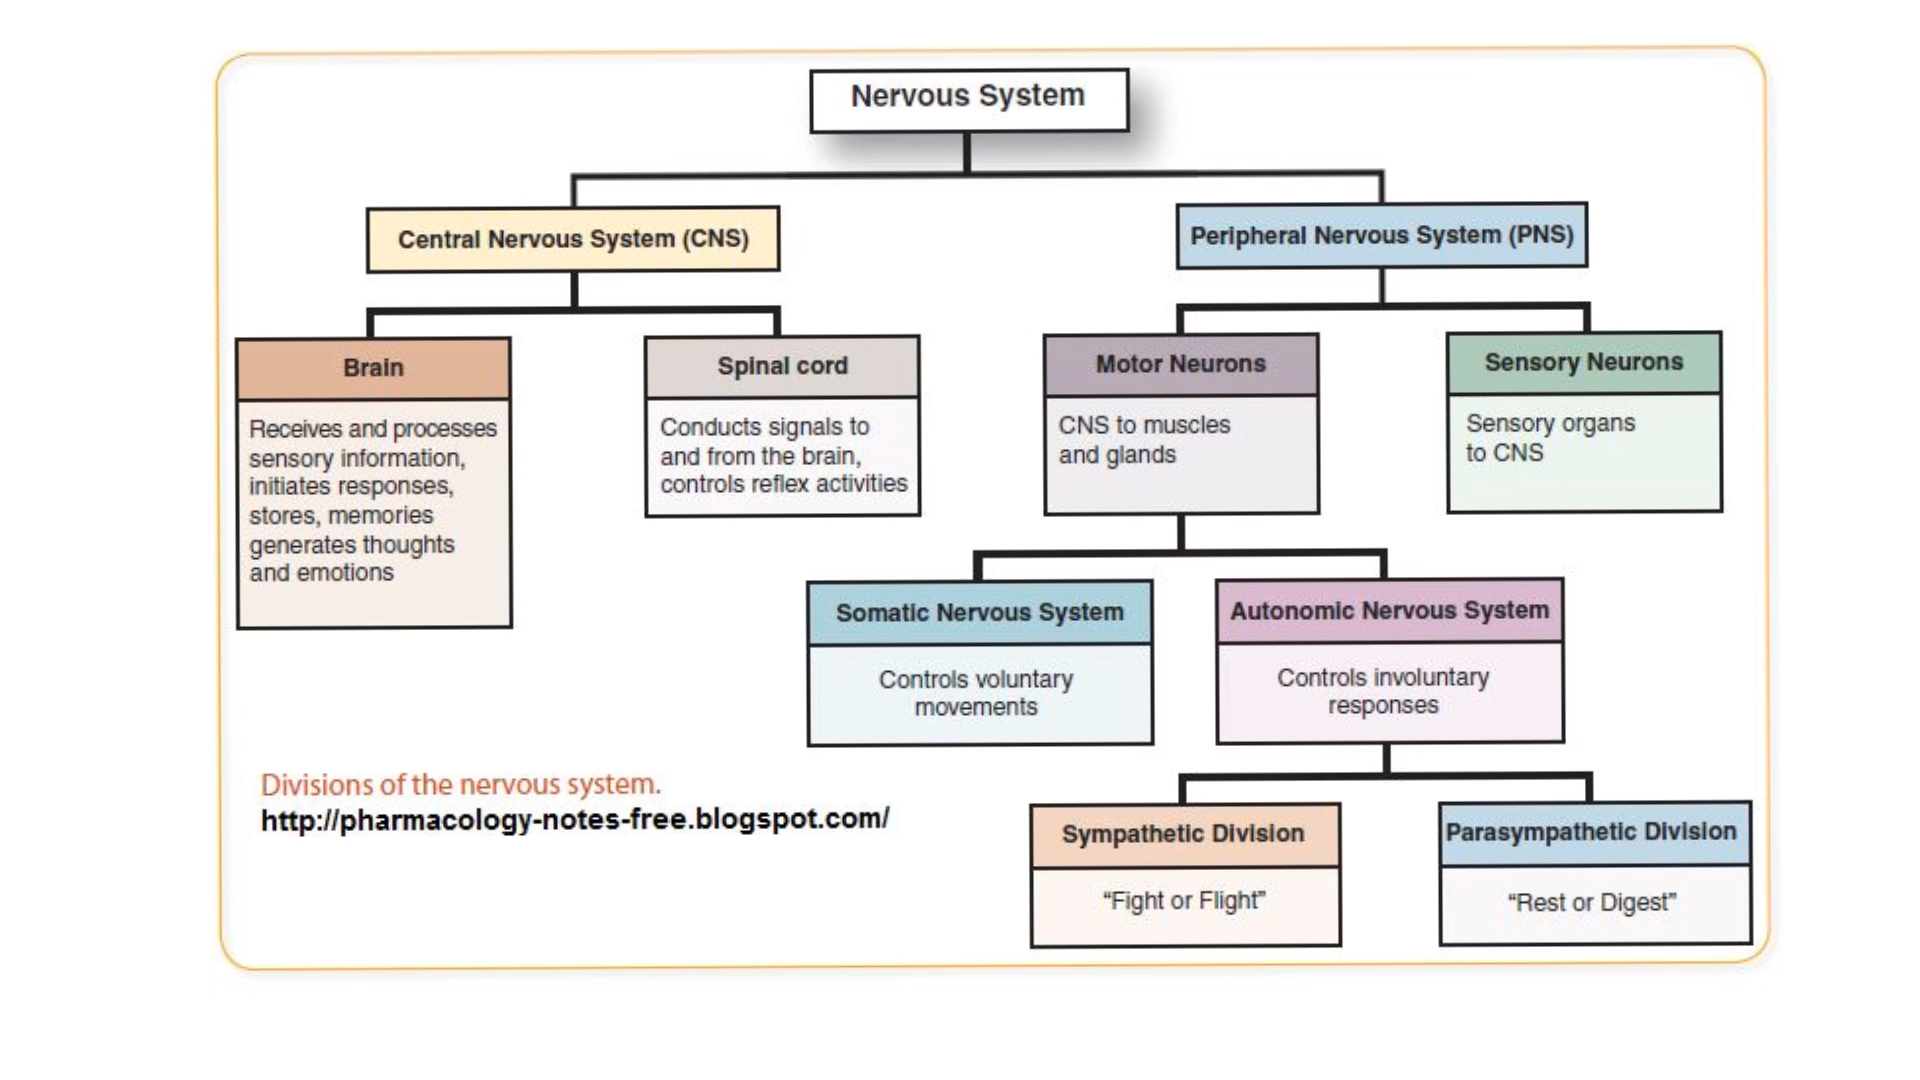 Nervous System
Central Nervous System (CNS)
Peripheral Nervous System (PNS)
Brain
Receives and processes
sensory information,
initiates responses,
stores, memories
generates thoughts
and emotions
Spinal cord
Conducts signals to
and from the brain,
controls reflex activities
Motor Neurons
CNS to muscles
and glands
Sensory Neurons
Sensory organs
to CNS
Somatic Nervous System
Controls voluntary
movements
Autonomic Nervous System
Controls involuntary
responses
Sympathetic Division
“Fight or Flight”
Parasympathetic Division
“Rest or Digest”
Divisions of the nervous system.
http://pharmacology-notes-free.blogspot.com/